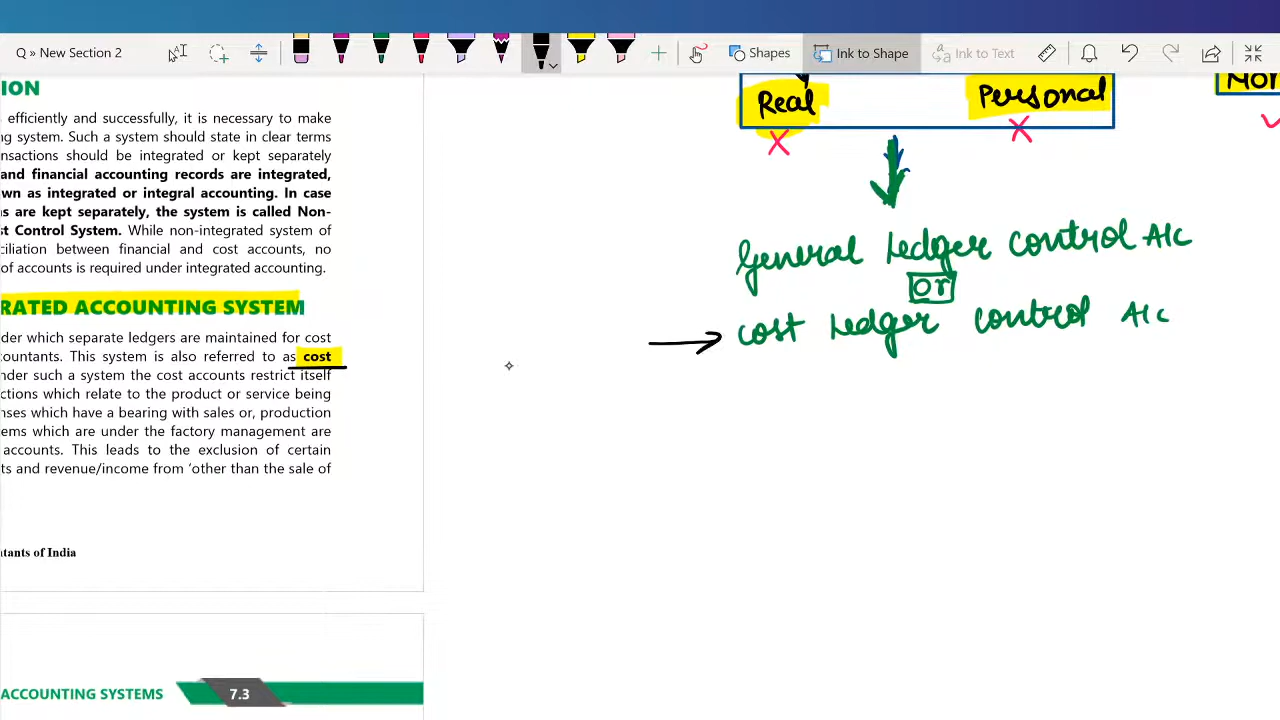 Q » New Section 2
Shapes
Ink to Shape
Ink to Text
ION
efficiently and successfully, it is necessary to make
ng system. Such a system should state in clear terms
nsactions should be integrated or kept separately
and financial accounting records are integrated,
wn as integrated or integral accounting. In case
s are kept separately, the system is called Non-
st Control System. While non-integrated system of
ciliation between financial and cost accounts, no
of accounts is required under integrated accounting.
RATED ACCOUNTING SYSTEM
der which separate ledgers are maintained for cost
countants. This system is also referred to as cost
nder such a system the cost accounts restrict itself
ctions which relate to the product or service being
nses which have a bearing with sales or, production
ems which are under the factory management are
accounts. This leads to the exclusion of certain
ts and revenue/income from ‘other than the sale of
tants of India
ACCOUNTING SYSTEMS 7.3
Real
Personal
Nom
General Ledger Control A/c
Or
Cost Ledger Control A/c